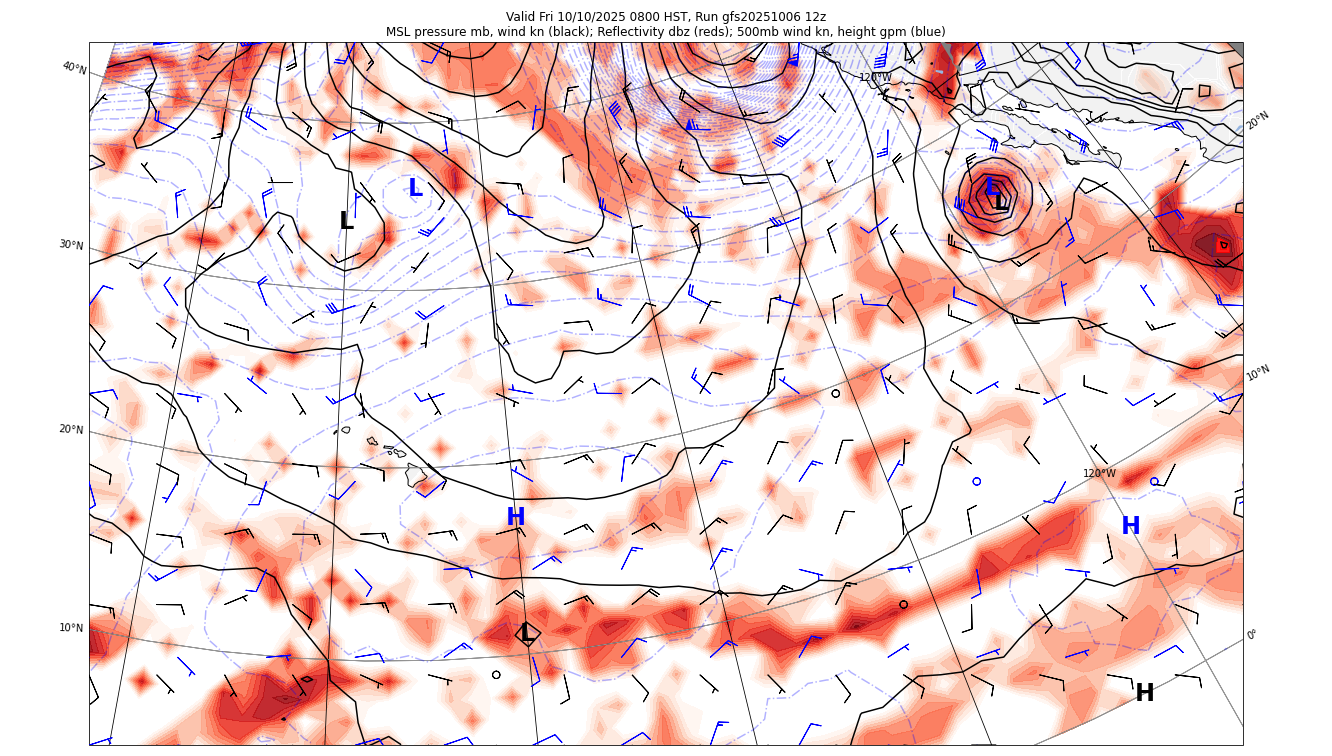 Valid Fri 10/10/2025 0800 HST, Run gfs20251006 12z
MSL pressure mb, wind kn (black); Reflectivity dbz (reds); 500mb wind kn, height gpm (blue)
40°N
120°W
20°N
L
L
L
L
30°N
10°N
20°N
120°W
H
H
10°N
L
0°
H